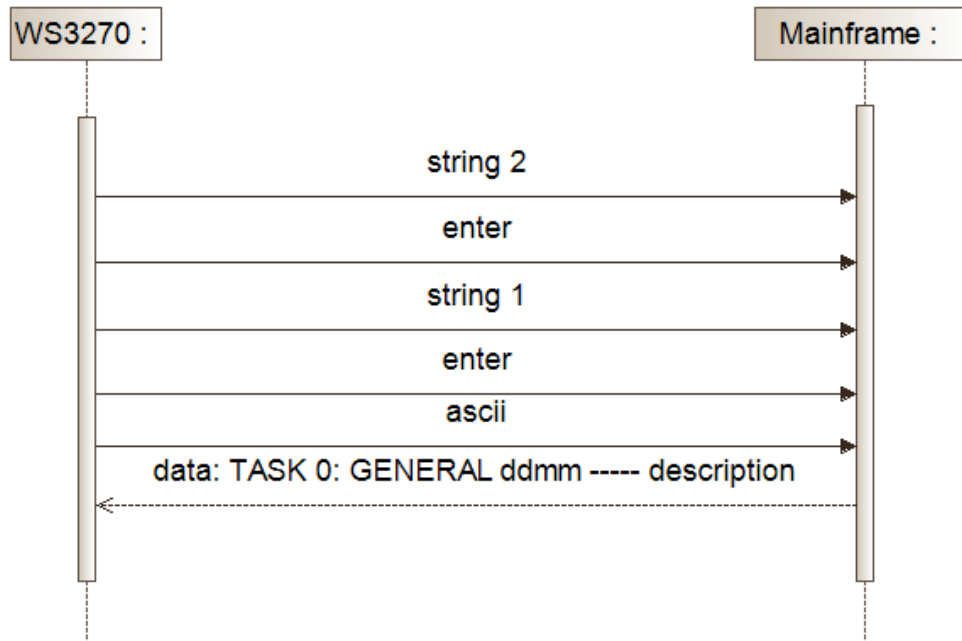 WS3270 :
Mainframe :
string 2
enter
string 1
enter
ascii
data: TASK 0: GENERAL ddmm ----- description